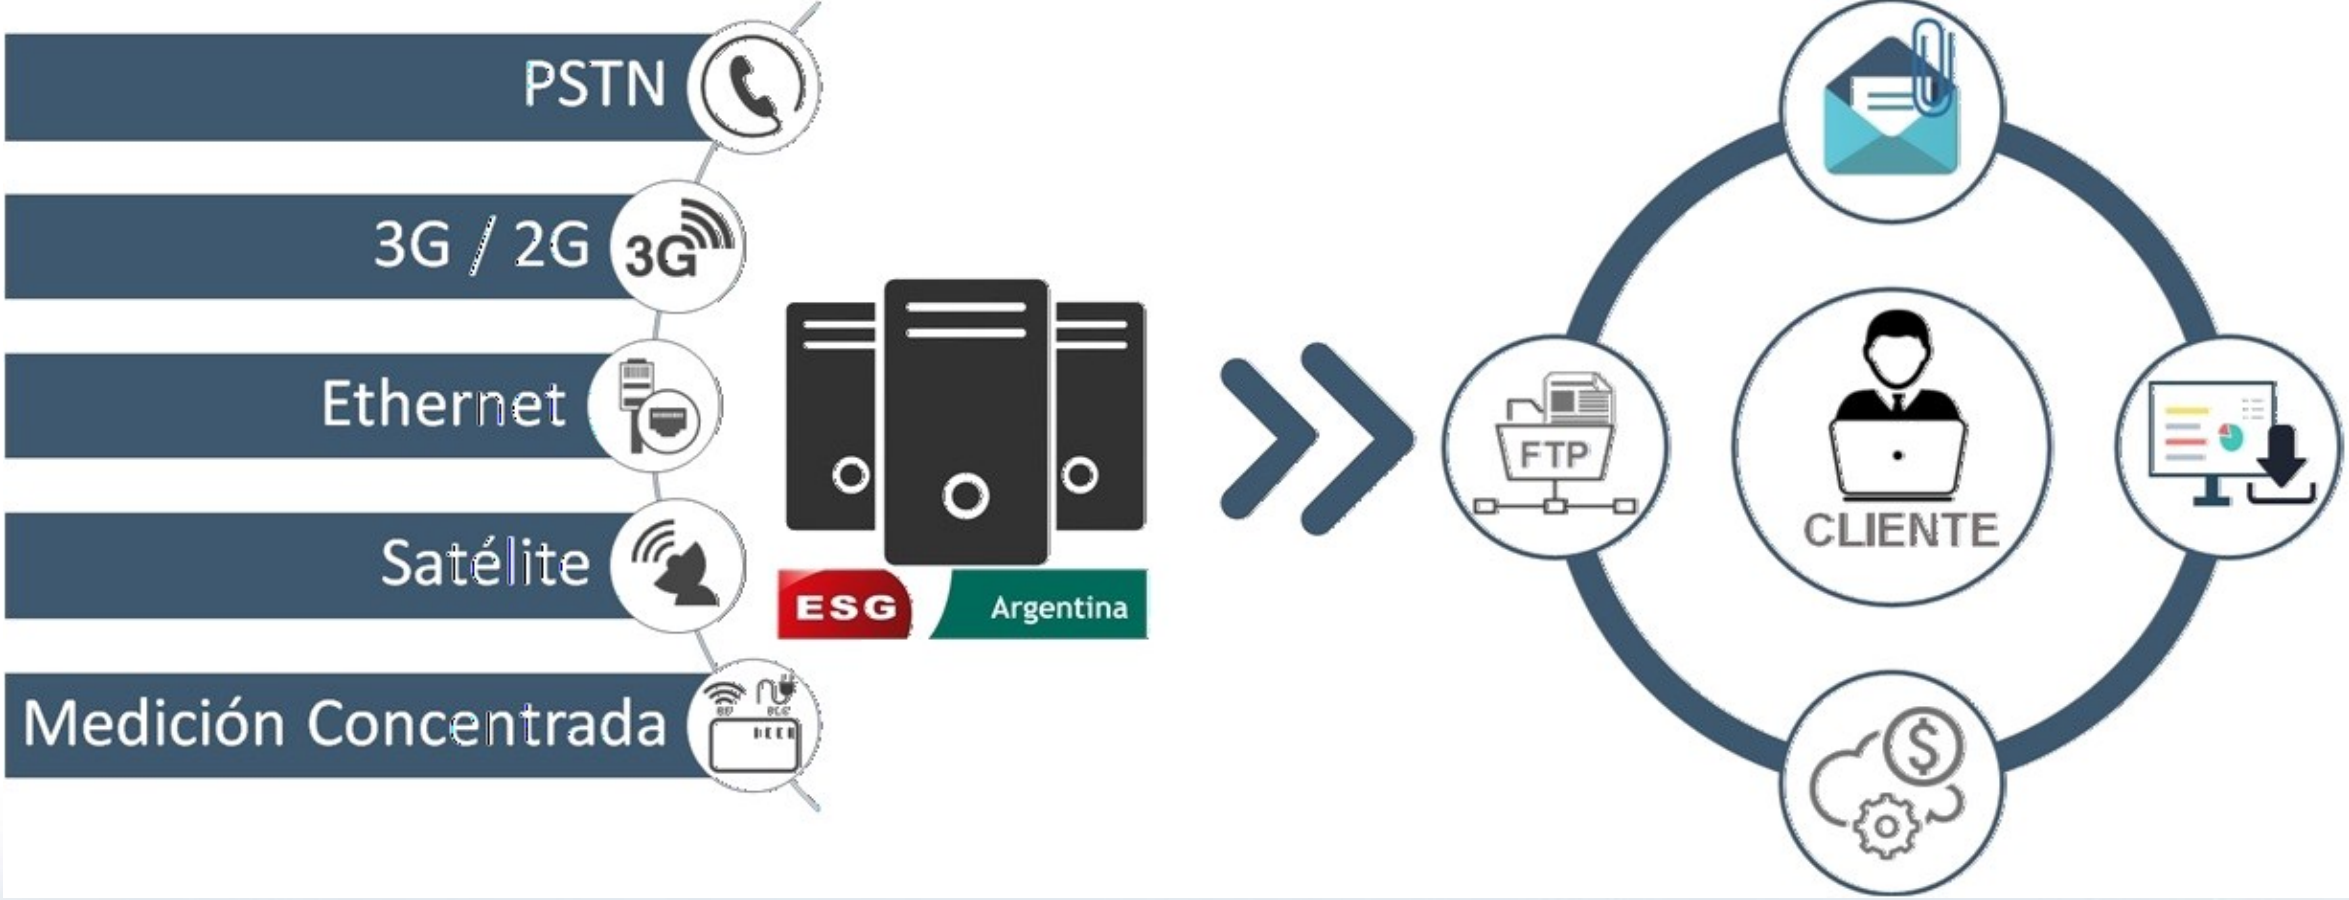 PSTN
3G / 2G
3G
Ethernet
Satélite
Medición Concentrada
ESG
Argentina
FTP
$
CLIENTE